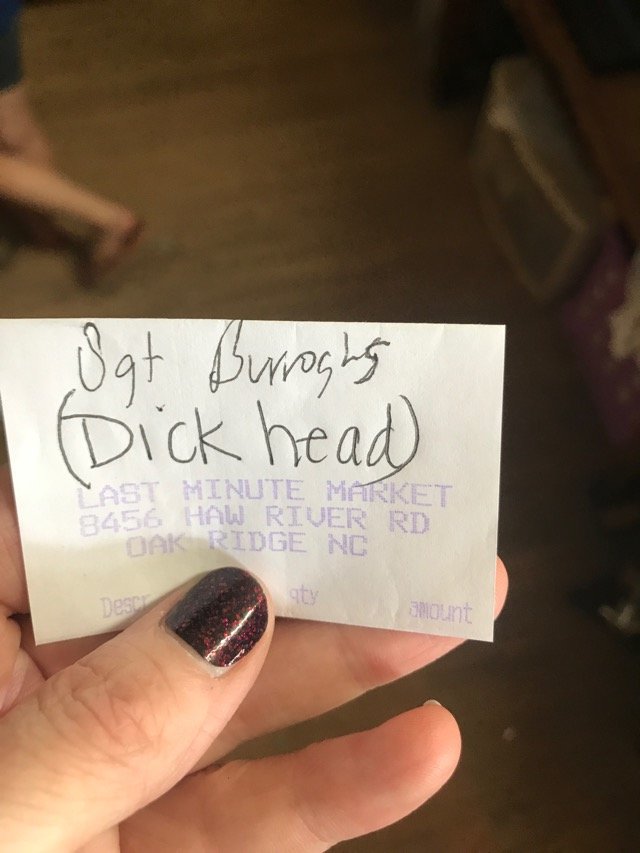 Sgt Burroghs
(Dick head)
LAST MINUTE MARKET
8456 HAW RIVER RD
OAK RIDGE NC
qty amount